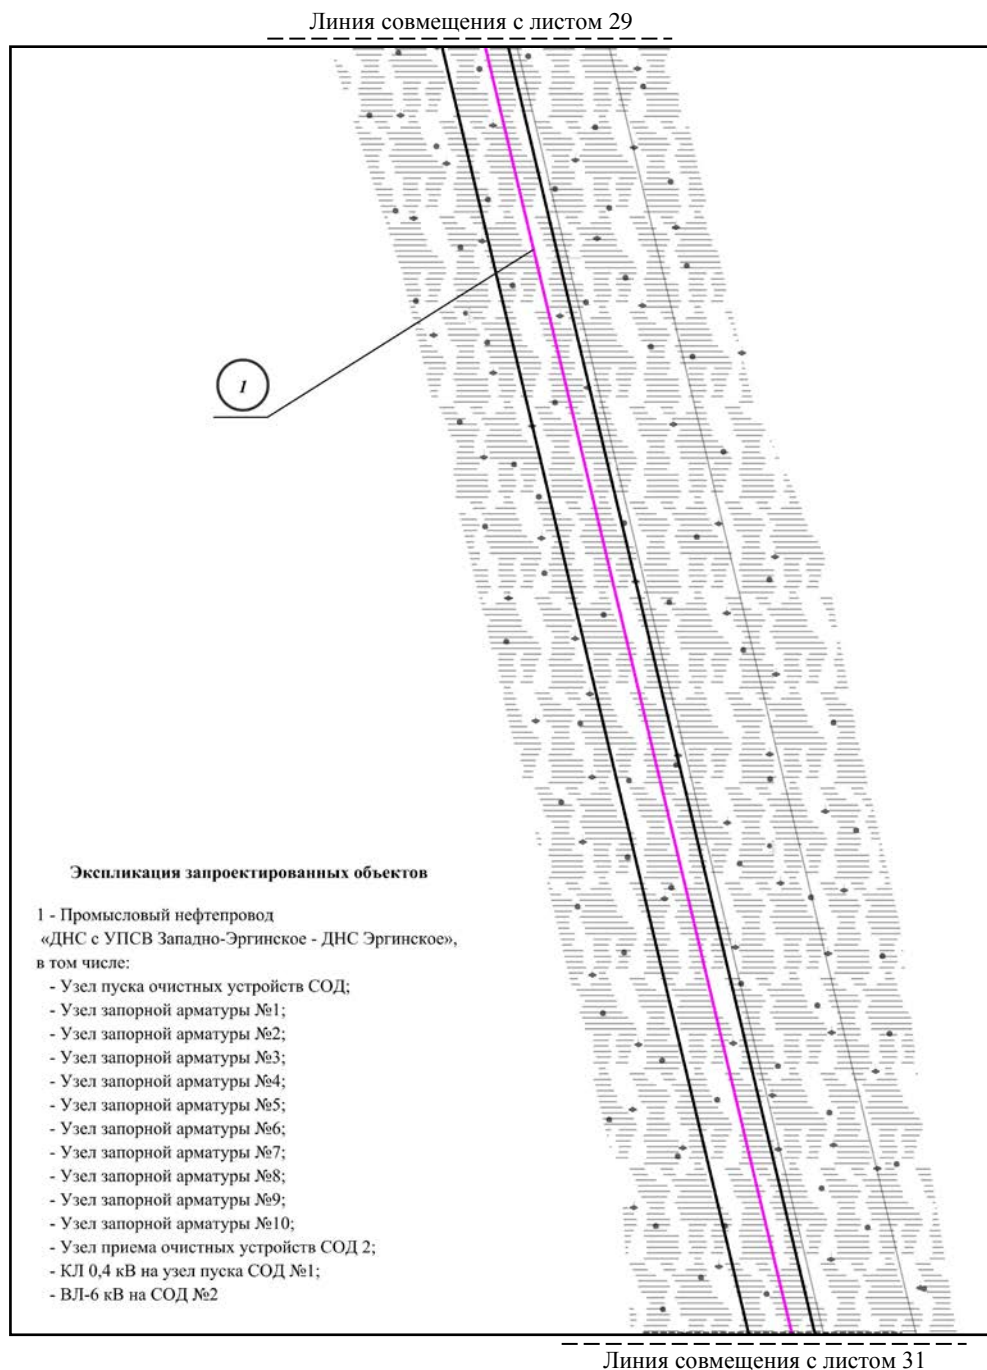 Линия совмещения с листом 29
1
Экспликация запроектированных объектов
1 - Промысловый нефтепровод
«ДНС с УПСВ Западно-Эргинское - ДНС Эргинское»,
в том числе:
- Узел пуска очистных устройств СОД;
- Узел запорной арматуры №1;
- Узел запорной арматуры №2;
- Узел запорной арматуры №3;
- Узел запорной арматуры №4;
- Узел запорной арматуры №5;
- Узел запорной арматуры №6;
- Узел запорной арматуры №7;
- Узел запорной арматуры №8;
- Узел запорной арматуры №9;
- Узел запорной арматуры №10;
- Узел приема очистных устройств СОД 2;
- КЛ 0,4 кВ на узел пуска СОД №1;
- ВЛ-6 кВ на СОД №2
Линия совмещения с листом 31